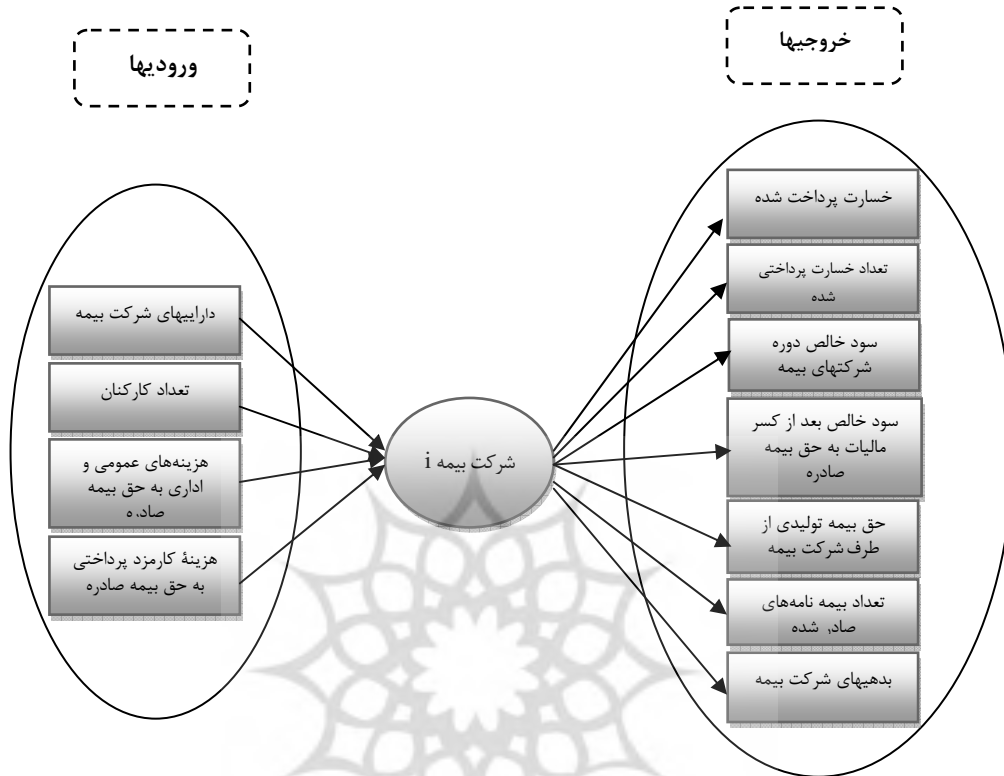 ورودیها
خروجیها
داراییهای شرکت بیمه
تعداد کارکنان
هزینه‌های عمومی و
اداری به حق بیمه
هزینهٔ کارمزد پرداختی
به حق بیمه صادره
شرکت بیمه i
خسارت پرداخت شده
تعداد خسارت پرداختی
شده
سود خالص دوره
شرکتهای بیمه
سود خالص بعد از کسر
مالیات به حق بیمه
صادره
حق بیمه تولیدی از
طرف شرکت بیمه
تعداد بیمه نامه‌های
صادر شده
بدهیهای شرکت بیمه